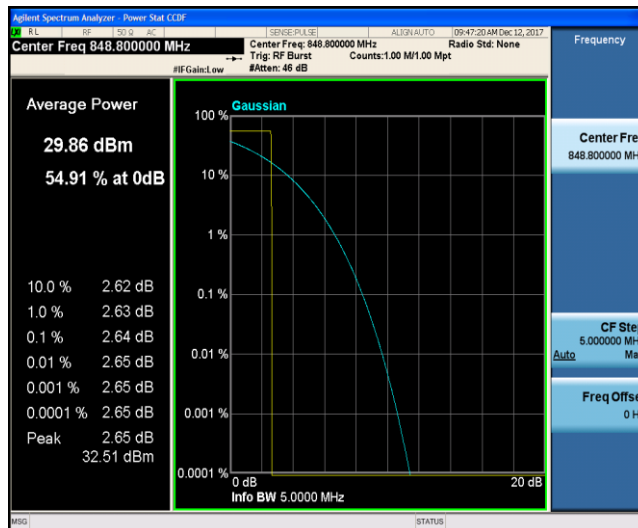 Agilent Spectrum Analyzer - Power Stat CCDF
RL RF 50 Ω AC SENSE:PULSE ALIGN AUTO 09:47:20 AM Dec 12, 2017
Center Freq 848.800000 MHz
Center Freq: 848.800000 MHz Radio Std: None
Trig: RF Burst Counts:1.00 M/1.00 Mpt
#IFGain:Low #Atten: 46 dB
Frequency
Average Power
29.86 dBm
54.91 % at 0dB
10.0 % 2.62 dB
1.0 % 2.63 dB
0.1 % 2.64 dB
0.01 % 2.65 dB
0.001 % 2.65 dB
0.0001 % 2.65 dB
Peak 2.65 dB
32.51 dBm
Gaussian
100 %
10 %
1 %
0.1 %
0.01 %
0.001 %
0.0001 %
0 dB 20 dB
Info BW 5.0000 MHz
Center Fre
848.800000 MH
CF Ste
5.000000 MH
Auto Ma
Freq Offse
0 H
MSG STATUS